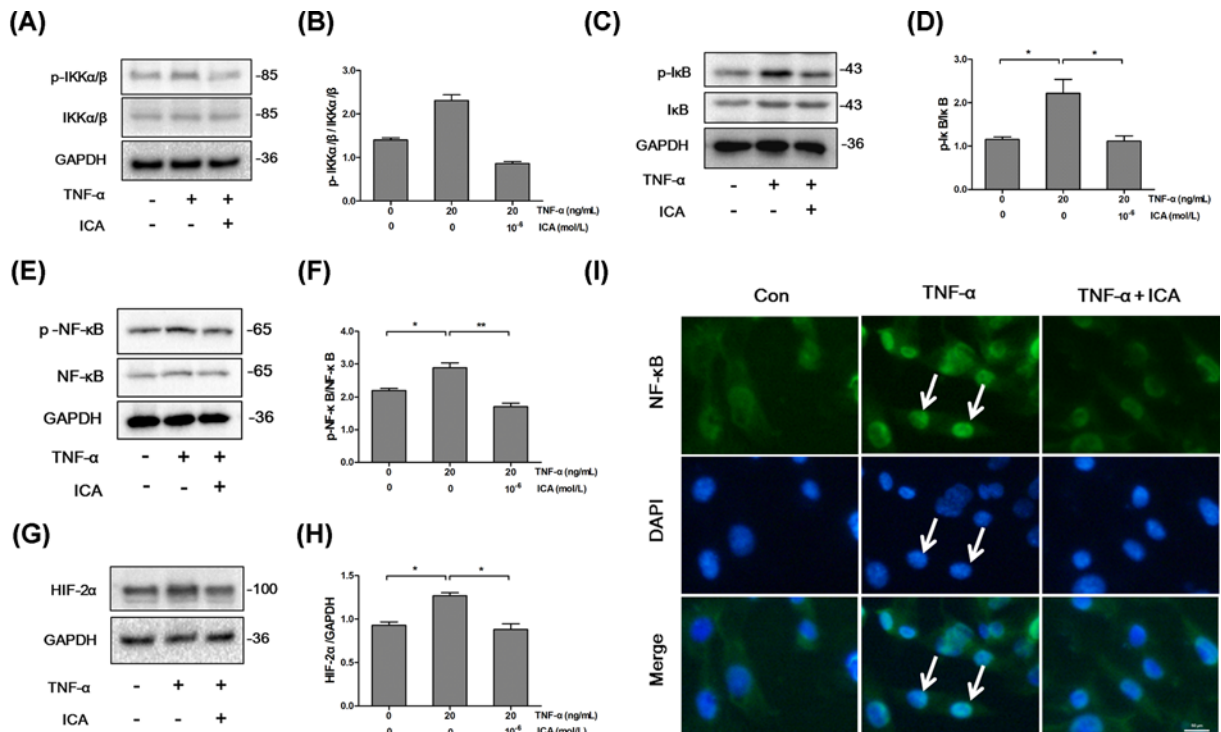 (A)
p-IKKα/β
-85
IKKα/β
-85
GAPDH
-36
TNF-α - + +
ICA - - +
(B)
p-IKKα/β / IKKα/β
3.0
2.0
1.0
0.0
0 20 20 TNF-α (ng/mL)
0 0 10⁻⁶ ICA (mol/L)
(C)
p-IκB
-43
IκB
-43
GAPDH
-36
TNF-α - + +
ICA - - +
(D)
p-Iκ B/Iκ B
3.0
2.0
1.0
0.0
* *
0 20 20 TNF-α (ng/mL)
0 0 10⁻⁶ ICA (mol/L)
(E)
p -NF-κB
-65
NF-κB
-65
GAPDH
-36
TNF-α - + +
ICA - - +
(F)
p-NF-κ B/NF-κ B
4.0
3.0
2.0
1.0
0.0
* **
0 20 20 TNF-α (ng/mL)
0 0 10⁻⁶ ICA (mol/L)
(G)
HIF-2α
-100
GAPDH
-36
TNF-α - + +
ICA - - +
(H)
HIF-2α /GAPDH
1.5
1.0
0.5
0.0
* *
0 20 20 TNF-α (ng/mL)
0 0 10⁻⁶ ICA (mol/L)
(I)
Con TNF-α TNF-α + ICA
NF-κB
DAPI
Merge